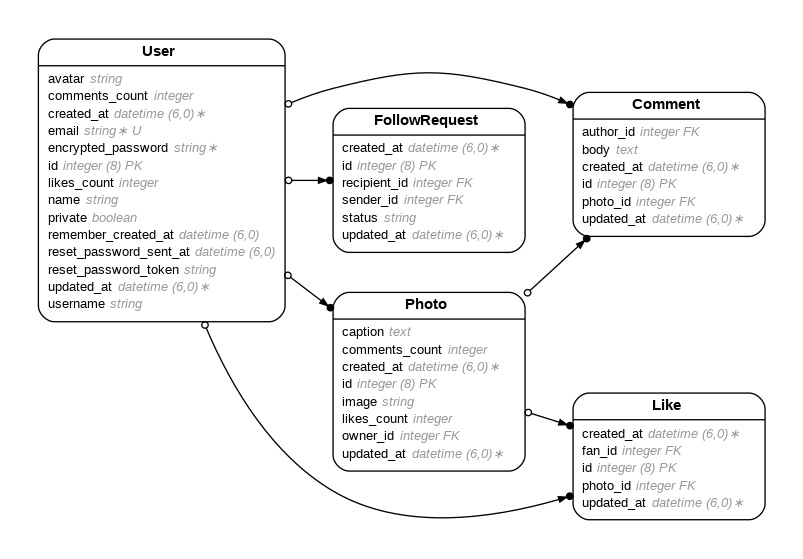 User
avatar string
comments_count integer
created_at datetime (6,0)∗
email string∗ U
encrypted_password string∗
id integer (8) PK
likes_count integer
name string
private boolean
remember_created_at datetime (6,0)
reset_password_sent_at datetime (6,0)
reset_password_token string
updated_at datetime (6,0)∗
username string
FollowRequest
created_at datetime (6,0)∗
id integer (8) PK
recipient_id integer FK
sender_id integer FK
status string
updated_at datetime (6,0)∗
Photo
caption text
comments_count integer
created_at datetime (6,0)∗
id integer (8) PK
image string
likes_count integer
owner_id integer FK
updated_at datetime (6,0)∗
Comment
author_id integer FK
body text
created_at datetime (6,0)∗
id integer (8) PK
photo_id integer FK
updated_at datetime (6,0)∗
Like
created_at datetime (6,0)∗
fan_id integer FK
id integer (8) PK
photo_id integer FK
updated_at datetime (6,0)∗